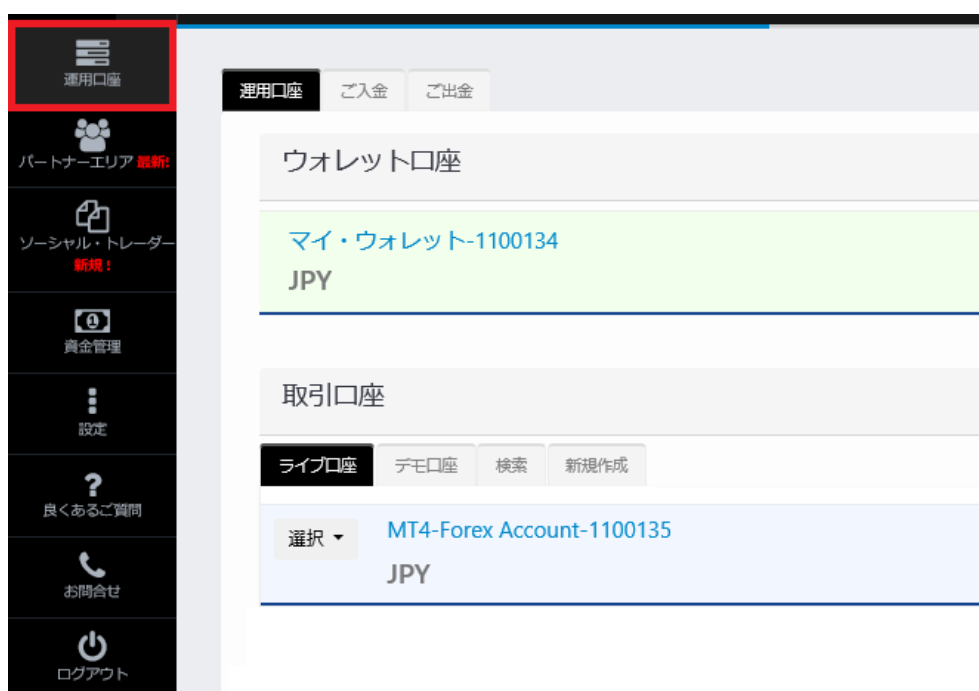 運用口座
パートナーエリア 最新!
ソーシャル・トレーダー
新規!
資金管理
設定
良くあるご質問
お問合せ
ログアウト
運用口座 ご入金 ご出金
ウォレット口座
マイ・ウォレット-1100134
JPY
取引口座
ライブ口座 デモ口座 検索 新規作成
選択 MT4-Forex Account-1100135
JPY